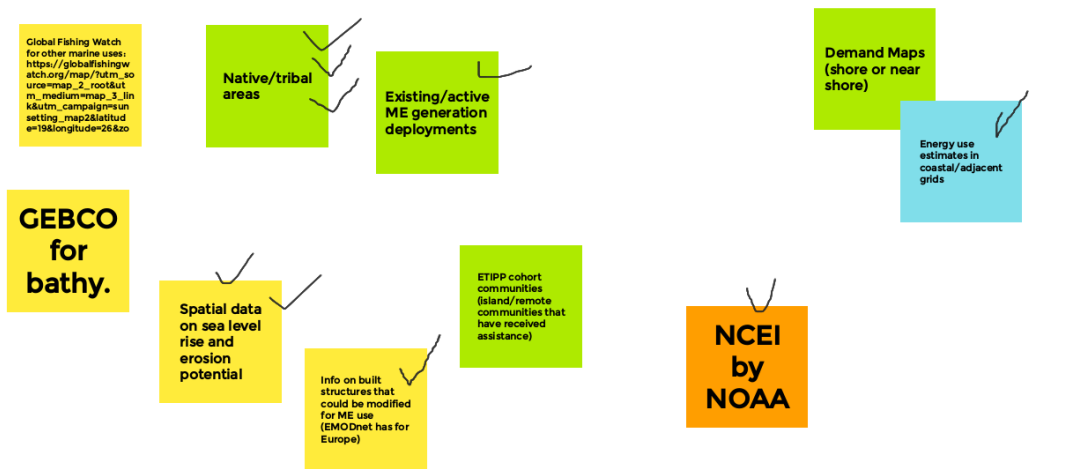 Global Fishing Watch
for other marine uses:
https://globalfishingw
atch.org/map/?utm_so
urce=map_2_root&ut
m_medium=map_3_lin
k&utm_campaign=sun
setting_map2&latitud
e=19&longitude=26&zo
Native/tribal
areas
Existing/active
ME generation
deployments
Demand Maps
(shore or near
shore)
Energy use
estimates in
coastal/adjacent
grids
GEBCO
for
bathy.
Spatial data
on sea level
rise and
erosion
potential
Info on built
structures that
could be modified
for ME use
(EMODnet has for
Europe)
ETIPP cohort
communities
(island/remote
communities that
have received
assistance)
NCEI
by
NOAA